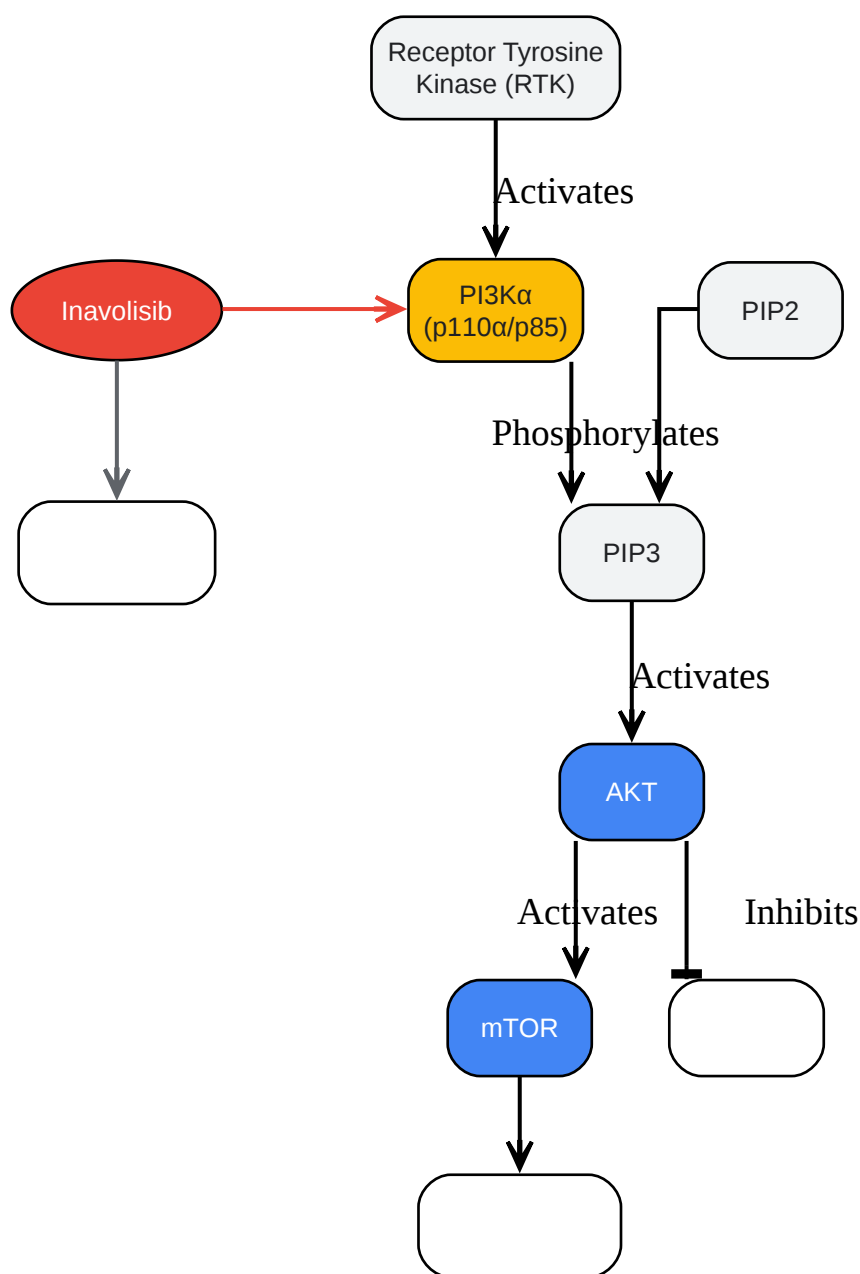 Receptor Tyrosine
Kinase (RTK)
Activates
Inavolisib
PI3Kα
(p110α/p85)
PIP2
Phosphorylates
PIP3
Activates
AKT
Activates
Inhibits
mTOR